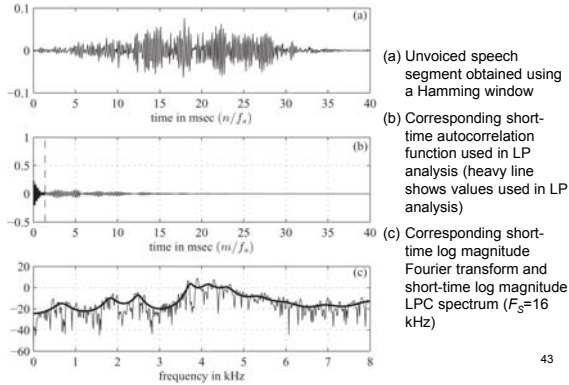 0.1
(a)
0
−0.1
0 5 10 15 20 25 30 35 40
time in msec (n/fs)
1
(b)
0.5
0
−0.5
0 5 10 15 20 25 30 35 40
time in msec (m/fs)
20
(c)
0
−20
−40
−60
0 1 2 3 4 5 6 7 8
frequency in kHz
(a) Unvoiced speech
segment obtained using
a Hamming window
(b) Corresponding short-
time autocorrelation
function used in LP
analysis (heavy line
shows values used in LP
analysis)
(c) Corresponding short-
time log magnitude
Fourier transform and
short-time log magnitude
LPC spectrum (FS=16
kHz)
43